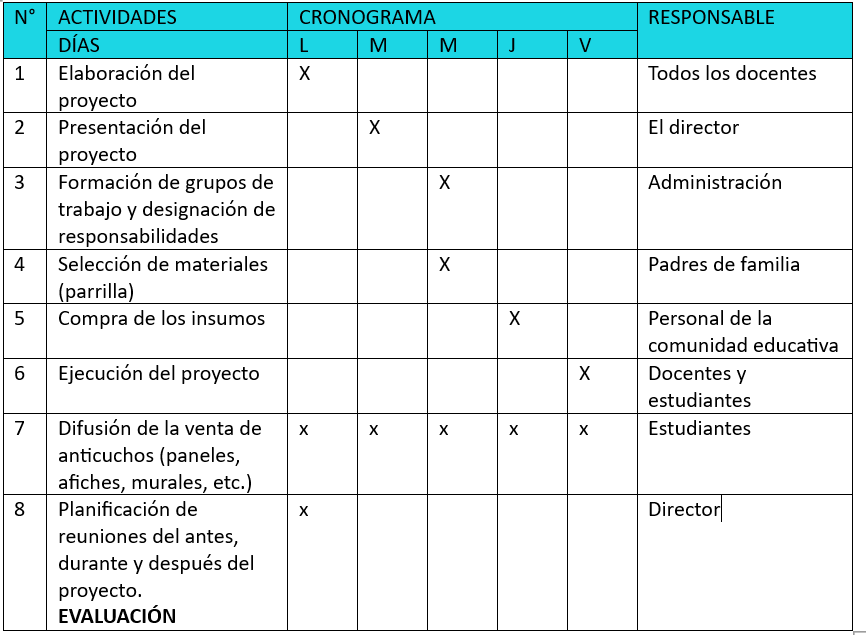 N° ACTIVIDADES CRONOGRAMA RESPONSABLE
DÍAS L M M J V
1 Elaboración del X Todos los docentes
proyecto
2 Presentación del X El director
proyecto
3 Formación de grupos de X Administración
trabajo y designación de
responsabilidades
4 Selección de materiales X Padres de familia
(parrilla)
5 Compra de los insumos X Personal de la
comunidad educativa
6 Ejecución del proyecto X Docentes y
estudiantes
7 Difusión de la venta de x x x x x Estudiantes
anticuchos (paneles,
afiches, murales, etc.)
8 Planificación de x Director
reuniones del antes,
durante y después del
proyecto.
EVALUACIÓN